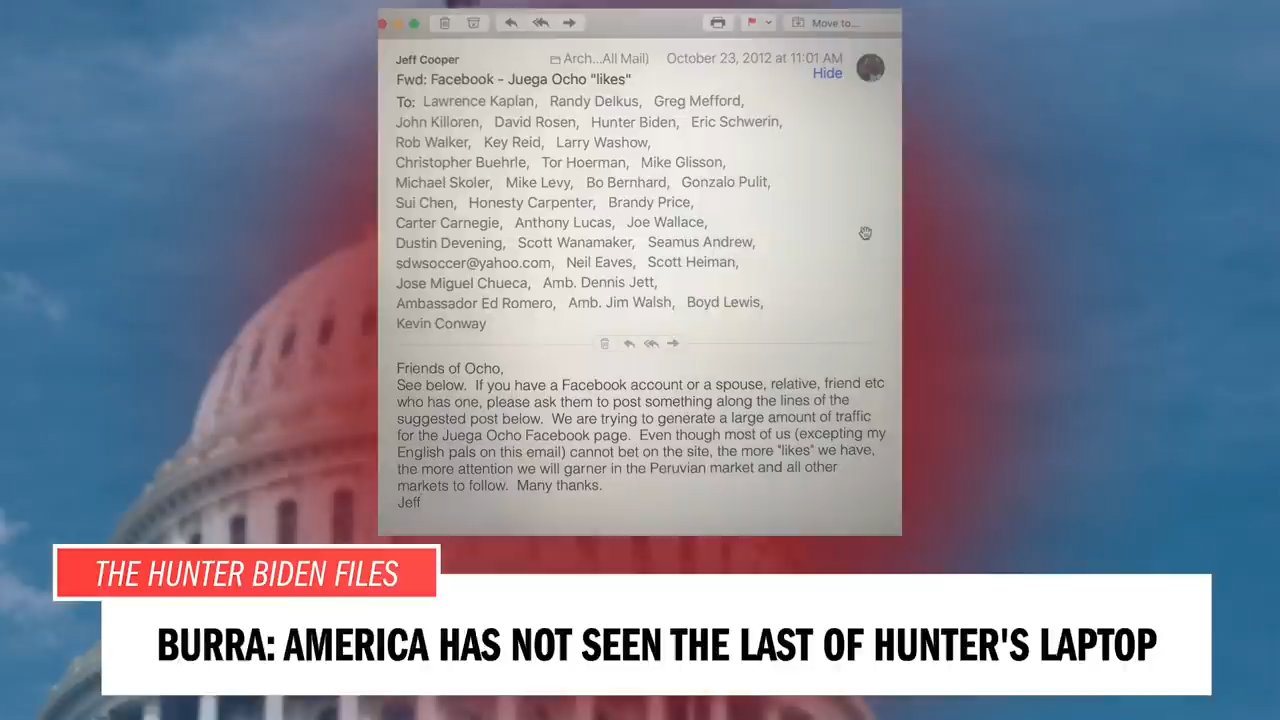 Move to...
Jeff Cooper Arch...All Mail) October 23, 2012 at 11:01 AM
Fwd: Facebook - Juega Ocho "likes" Hide
To: Lawrence Kaplan, Randy Delkus, Greg Mefford,
John Killoren, David Rosen, Hunter Biden, Eric Schwerin,
Rob Walker, Key Reid, Larry Washow,
Christopher Buehrle, Tor Hoerman, Mike Glisson,
Michael Skoler, Mike Levy, Bo Bernhard, Gonzalo Pulit,
Sui Chen, Honesty Carpenter, Brandy Price,
Carter Carnegie, Anthony Lucas, Joe Wallace,
Dustin Devening, Scott Wanamaker, Seamus Andrew,
sdwsoccer@yahoo.com, Neil Eaves, Scott Heiman,
Jose Miguel Chueca, Amb. Dennis Jett,
Ambassador Ed Romero, Amb. Jim Walsh, Boyd Lewis,
Kevin Conway
Friends of Ocho,
See below. If you have a Facebook account or a spouse, relative, friend etc
who has one, please ask them to post something along the lines of the
suggested post below. We are trying to generate a large amount of traffic
for the Juega Ocho Facebook page. Even though most of us (excepting my
English pals on this email) cannot bet on the site, the more "likes" we have,
the more attention we will garner in the Peruvian market and all other
markets to follow. Many thanks.
Jeff
THE HUNTER BIDEN FILES
BURRA: AMERICA HAS NOT SEEN THE LAST OF HUNTER'S LAPTOP